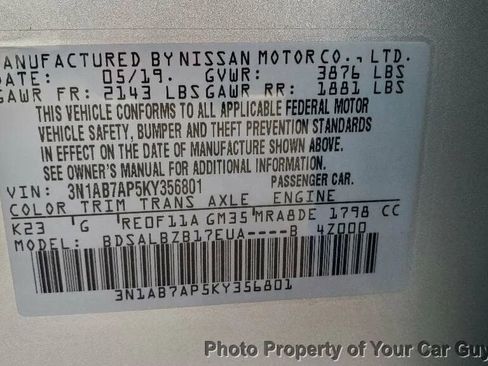 MANUFACTURED BY NISSAN MOTOR CO., LTD.
DATE: 05/19. GVWR: 3876 LBS
GAWR FR: 2143 LBS GAWR RR: 1881 LBS
THIS VEHICLE CONFORMS TO ALL APPLICABLE FEDERAL MOTOR
VEHICLE SAFETY, BUMPER AND THEFT PREVENTION STANDARDS
IN EFFECT ON THE DATE OF MANUFACTURE SHOWN ABOVE.
SEE OWNER'S MANUAL FOR ADDITIONAL INFORMATION.
VIN: 3N1AB7AP5KY356801 PASSENGER CAR.
COLOR TRIM TRANS AXLE ENGINE
K23 G RE0F11A GM35 MRA8DE 1798 CC
MODEL: BDSALBZB17EUA----B 4Z000
3N1AB7AP5KY356801
Photo Property of Your Car Guy